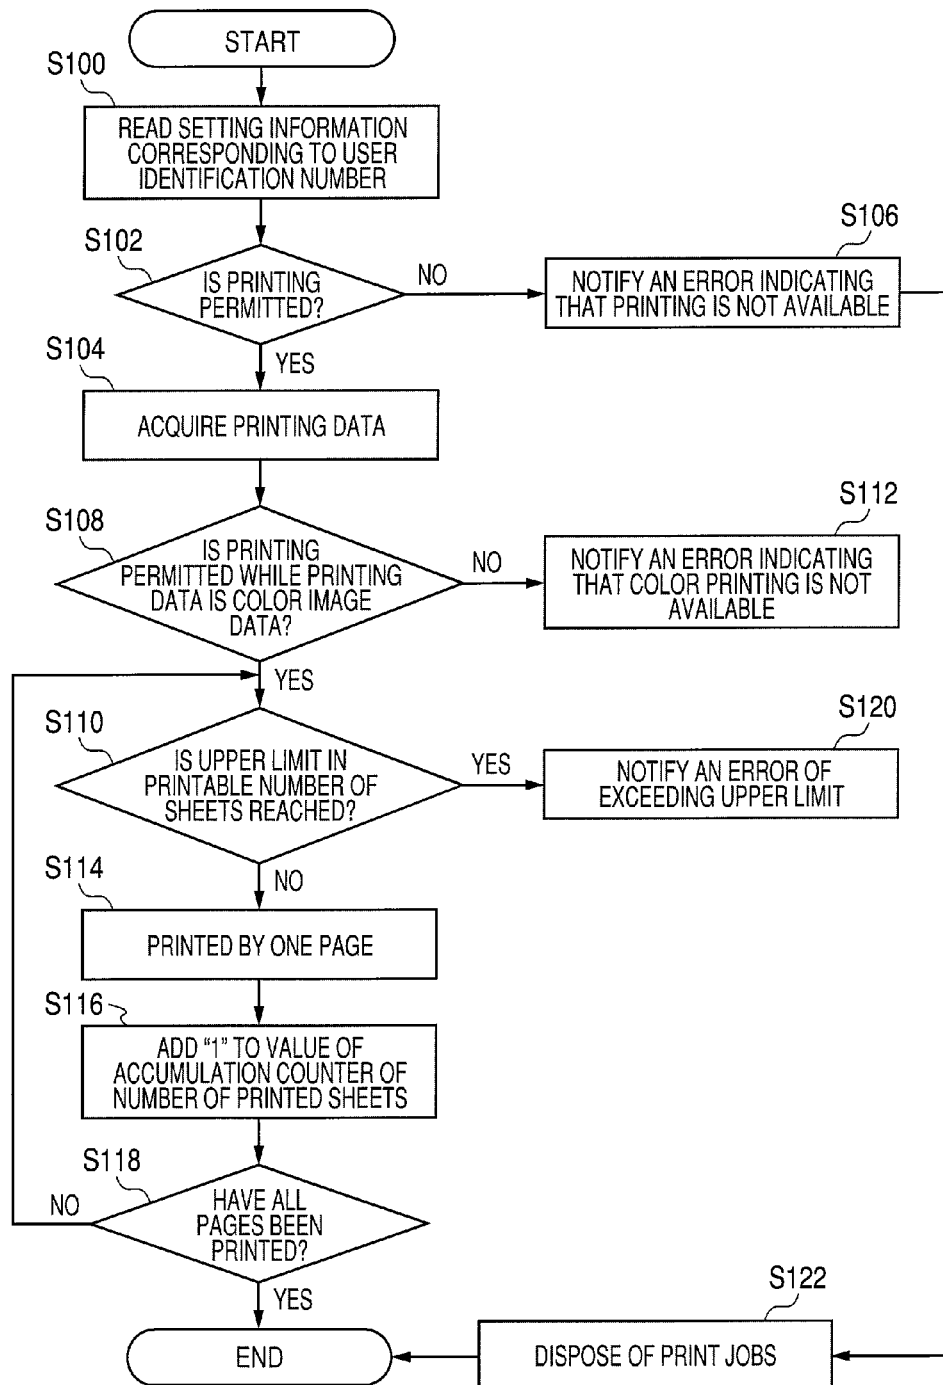 START
S100
READ SETTING INFORMATION
CORRESPONDING TO USER
IDENTIFICATION NUMBER
S102
IS PRINTING
PERMITTED?
NO
S106
NOTIFY AN ERROR INDICATING
THAT PRINTING IS NOT AVAILABLE
YES
S104
ACQUIRE PRINTING DATA
S108
IS PRINTING
PERMITTED WHILE PRINTING
DATA IS COLOR IMAGE
DATA?
NO
S112
NOTIFY AN ERROR INDICATING
THAT COLOR PRINTING IS NOT
AVAILABLE
YES
S110
IS UPPER LIMIT IN
PRINTABLE NUMBER OF
SHEETS REACHED?
YES
S120
NOTIFY AN ERROR OF
EXCEEDING UPPER LIMIT
NO
S114
PRINTED BY ONE PAGE
S116
ADD "1" TO VALUE OF
ACCUMULATION COUNTER OF
NUMBER OF PRINTED SHEETS
S118
NO
HAVE ALL
PAGES BEEN
PRINTED?
YES
END
S122
DISPOSE OF PRINT JOBS